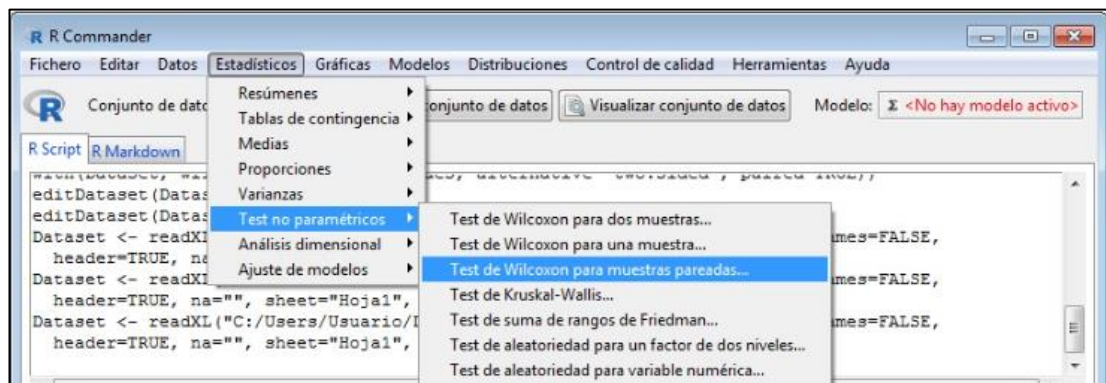 R Commander
Fichero Editar Datos Estadísticos Gráficas Modelos Distribuciones Control de calidad Herramientas Ayuda
R Conjunto de dato onjunto de datos Visualizar conjunto de datos Modelo: Σ <No hay modelo activo>
R Script R Markdown
Resúmenes
Tablas de contingencia
Medias
Proporciones
Varianzas
Test no paramétricos
Análisis dimensional
Ajuste de modelos
Test de Wilcoxon para dos muestras...
Test de Wilcoxon para una muestra...
Test de Wilcoxon para muestras pareadas...
Test de Kruskal-Wallis...
Test de suma de rangos de Friedman...
Test de aleatoriedad para un factor de dos niveles...
Test de aleatoriedad para variable numérica...
editDataset(Datas
editDataset(Datas
Dataset <- readXL mes=FALSE,
header=TRUE, na
Dataset <- readXL mes=FALSE,
header=TRUE, na="", sheet="Hoja1",
Dataset <- readXL("C:/Users/Usuario/D mes=FALSE,
header=TRUE, na="", sheet="Hoja1",